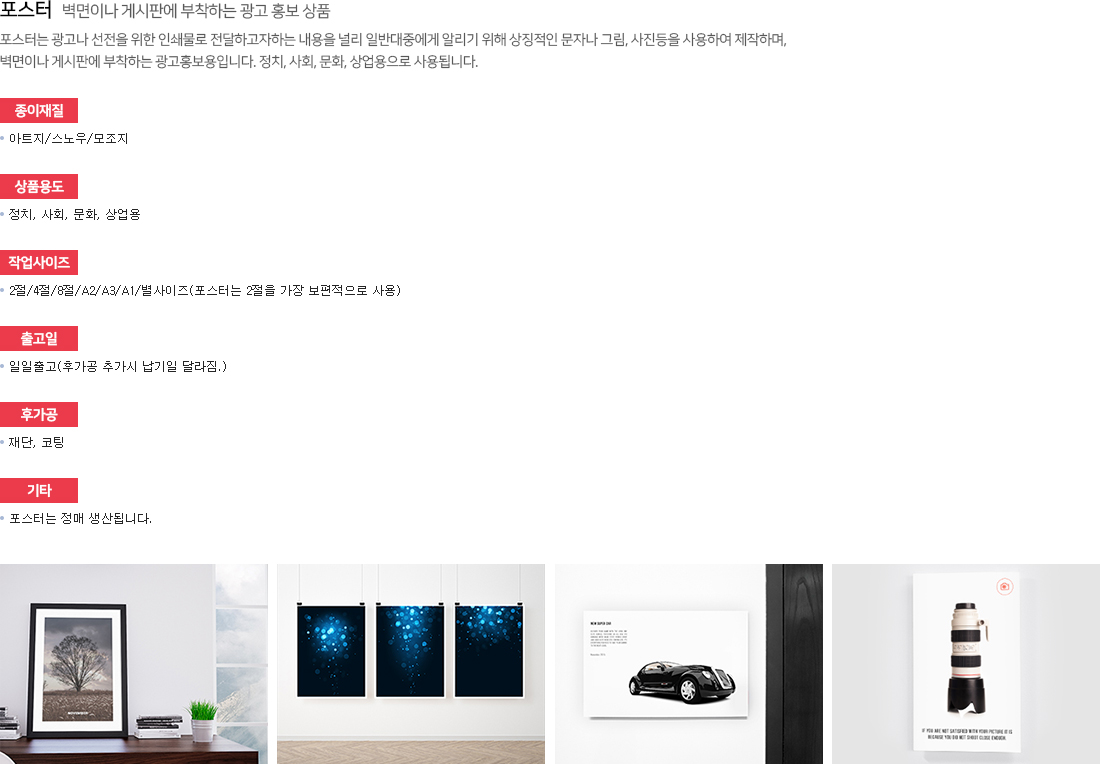 포스터 벽면이나 게시판에 부착하는 광고 홍보 상품
포스터는 광고나 선전을 위한 인쇄물로 전달하고자하는 내용을 널리 일반대중에게 알리기 위해 상징적인 문자나 그림, 사진등을 사용하여 제작하며,
벽면이나 게시판에 부착하는 광고홍보용입니다. 정치, 사회, 문화, 상업용으로 사용됩니다.
종이재질
• 아트지/스노우/모조지
상품용도
• 정치, 사회, 문화, 상업용
작업사이즈
• 2절/4절/8절/A2/A3/A1/별사이즈(포스터는 2절을 가장 보편적으로 사용)
출고일
• 일일출고(후가공 추가시 납기일 달라짐.)
후가공
• 재단, 코팅
기타
• 포스터는 정매 생산됩니다.
NEW SUPER CAR
IF YOU ARE NOT SATISFIED WITH YOUR PICTURE IT IS
BECAUSE YOU DID NOT SHOOT CLOSE ENOUGH.